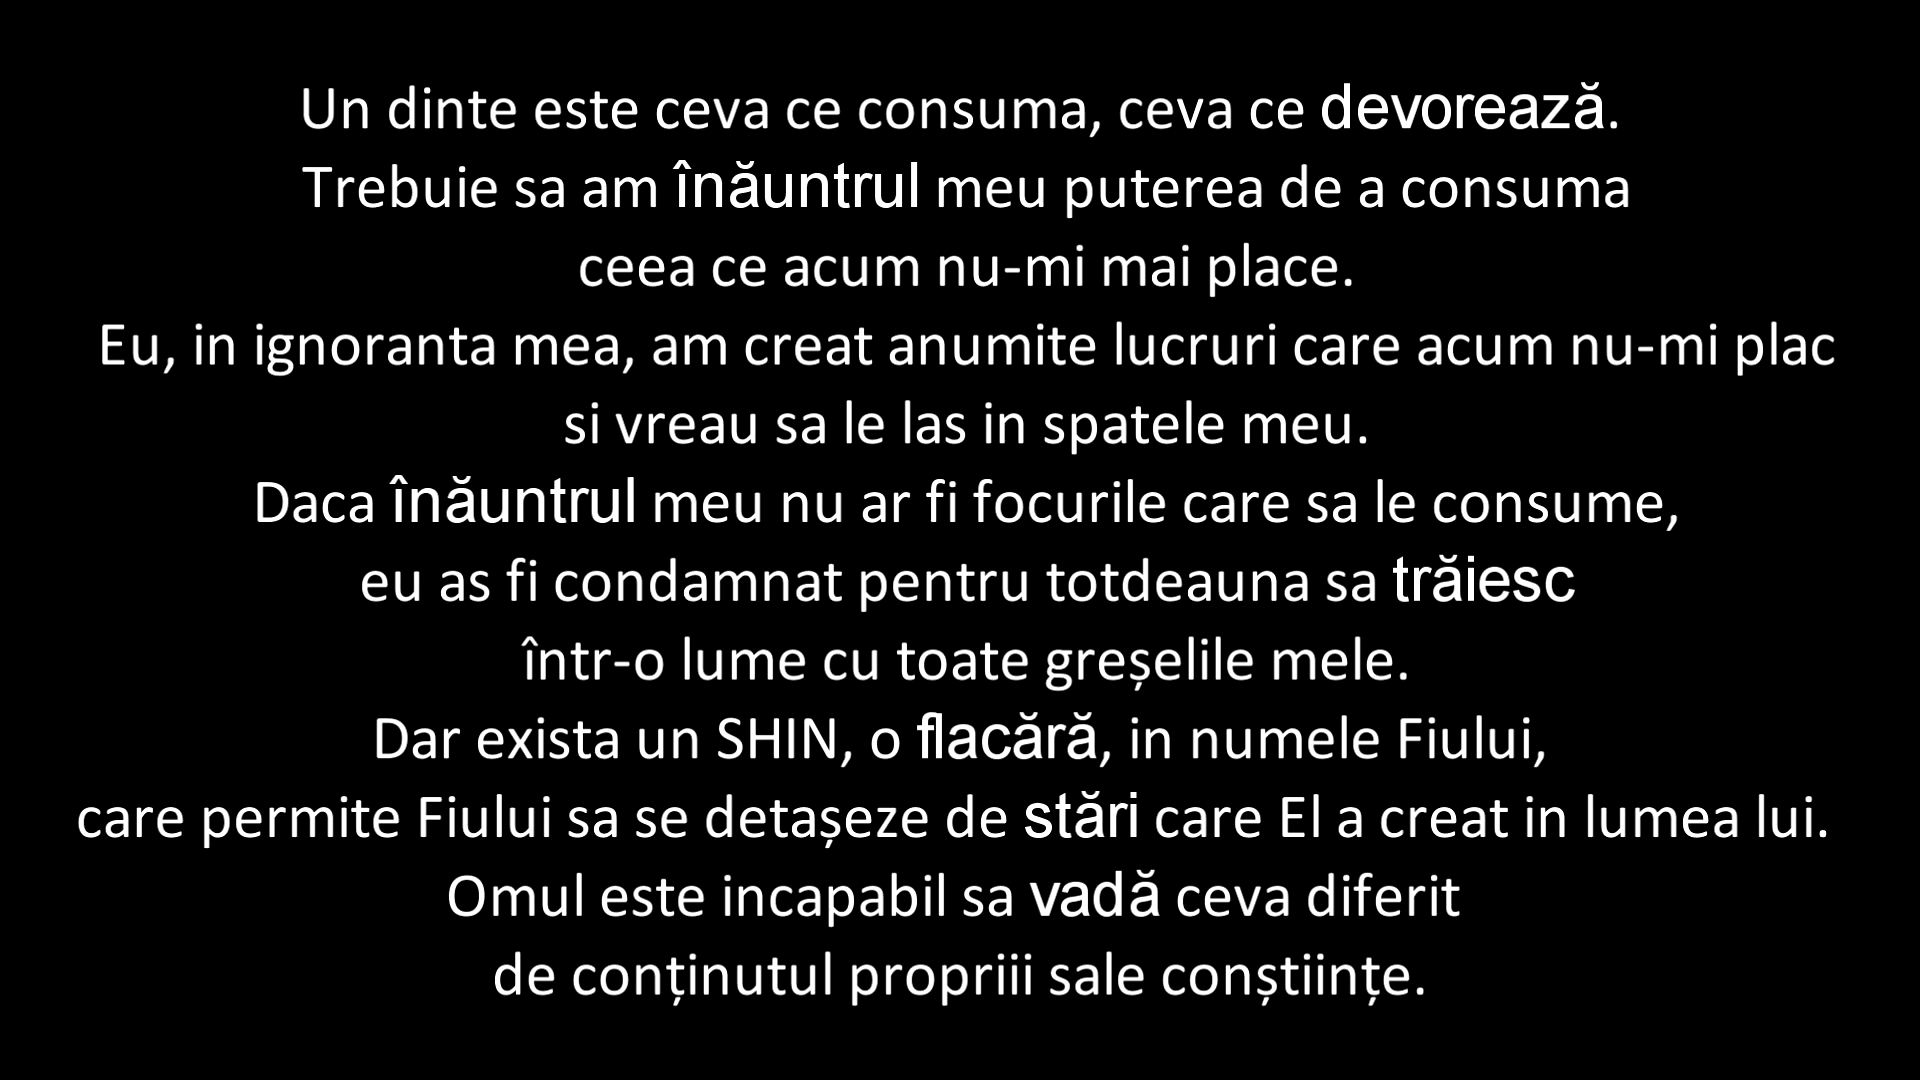 Un dinte este ceva ce consuma, ceva ce devorează.
Trebuie sa am înăuntrul meu puterea de a consuma
ceea ce acum nu-mi mai place.
Eu, in ignoranta mea, am creat anumite lucruri care acum nu-mi plac
si vreau sa le las in spatele meu.
Daca înăuntrul meu nu ar fi focurile care sa le consume,
eu as fi condamnat pentru totdeauna sa trăiesc
într-o lume cu toate greșelile mele.
Dar exista un SHIN, o flacără, in numele Fiului,
care permite Fiului sa se detașeze de stări care El a creat in lumea lui.
Omul este incapabil sa vadă ceva diferit
de conținutul propriii sale conștiințe.